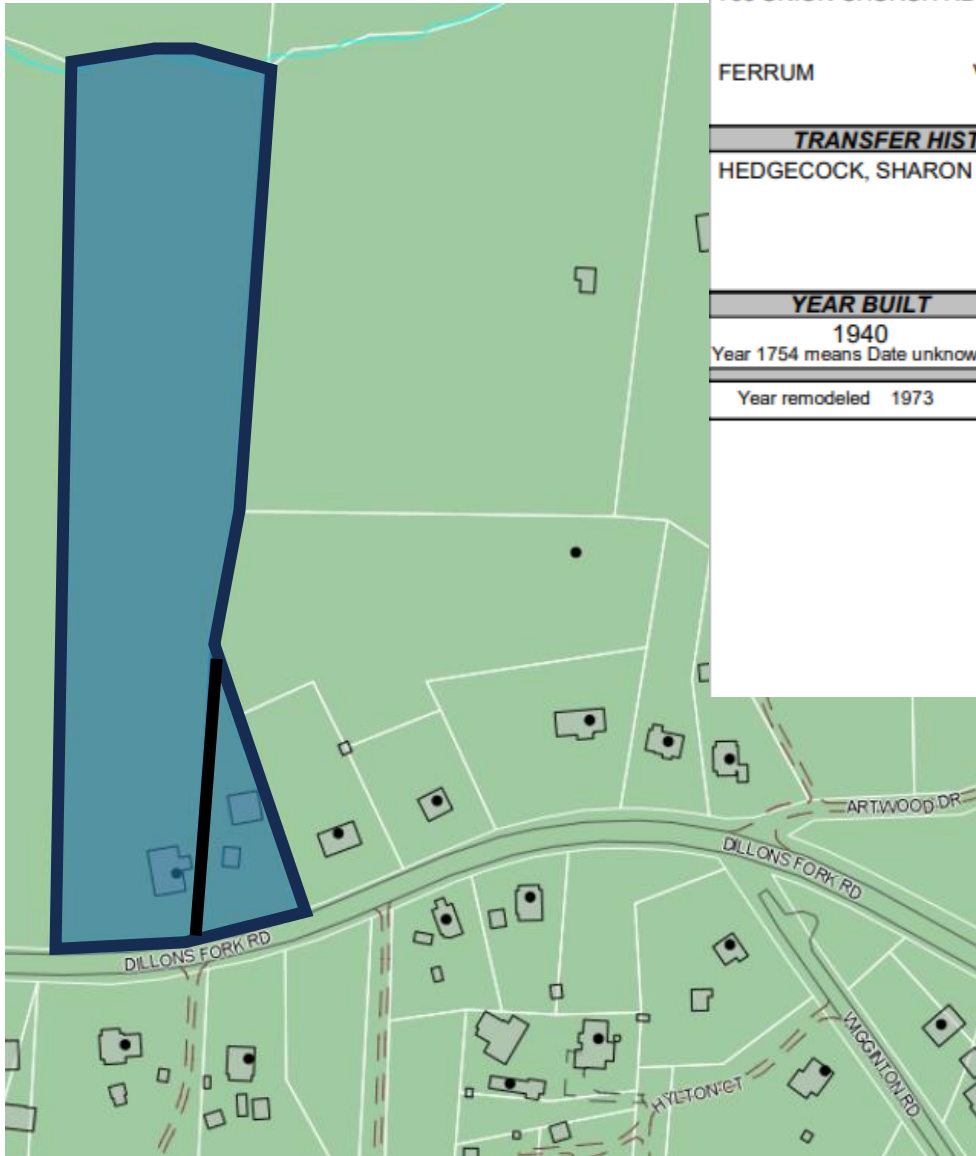 FERRUM
TRANSFER HIST
HEDGECOCK, SHARON
YEAR BUILT
1940
Year 1754 means Date unknow
Year remodeled 1973
ARTWOOD DR
DILLONS FORK RD
DILLONS FORK RD
WIGGINTON RD
HYLTON CT